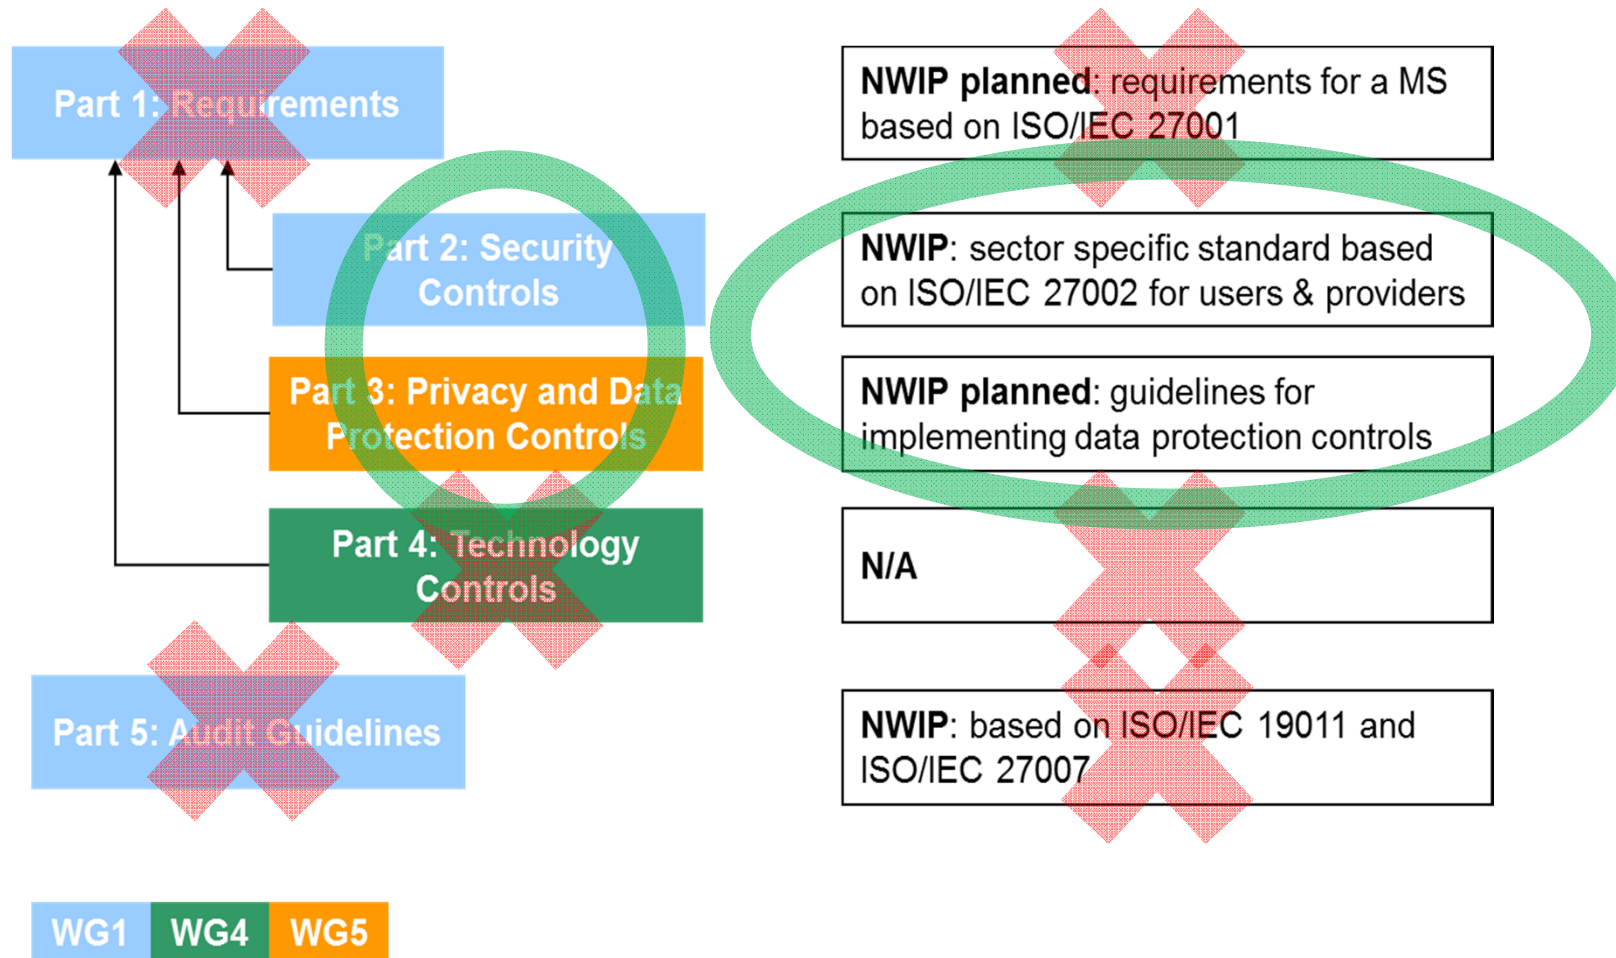 Part 1: Requirements
NWIP planned: requirements for a MS
based on ISO/IEC 27001
Part 2: Security
Controls
NWIP: sector specific standard based
on ISO/IEC 27002 for users & providers
Part 3: Privacy and Data
Protection Controls
NWIP planned: guidelines for
implementing data protection controls
Part 4: Technology
Controls
N/A
Part 5: Audit Guidelines
NWIP: based on ISO/IEC 19011 and
ISO/IEC 27007
WG1 WG4 WG5